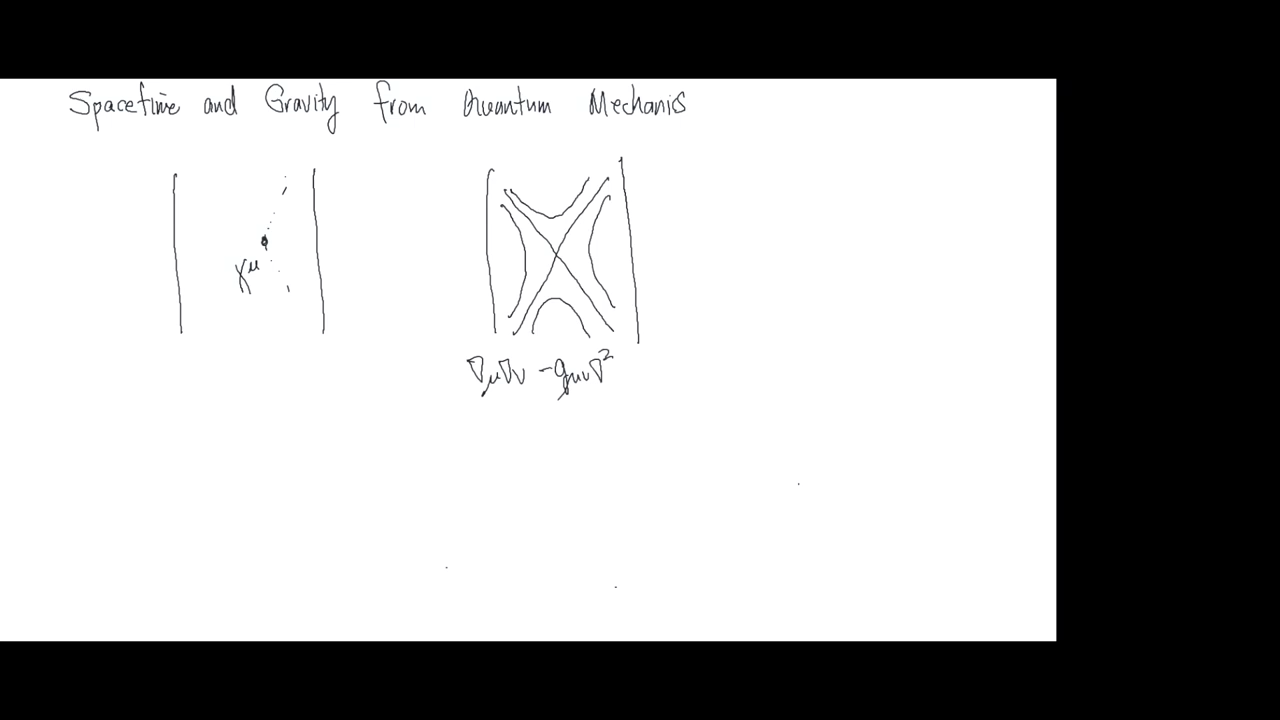 Spacetime and Gravity from Quantum Mechanics
X^μ
∇_μ∇_ν - g_μν∇^2